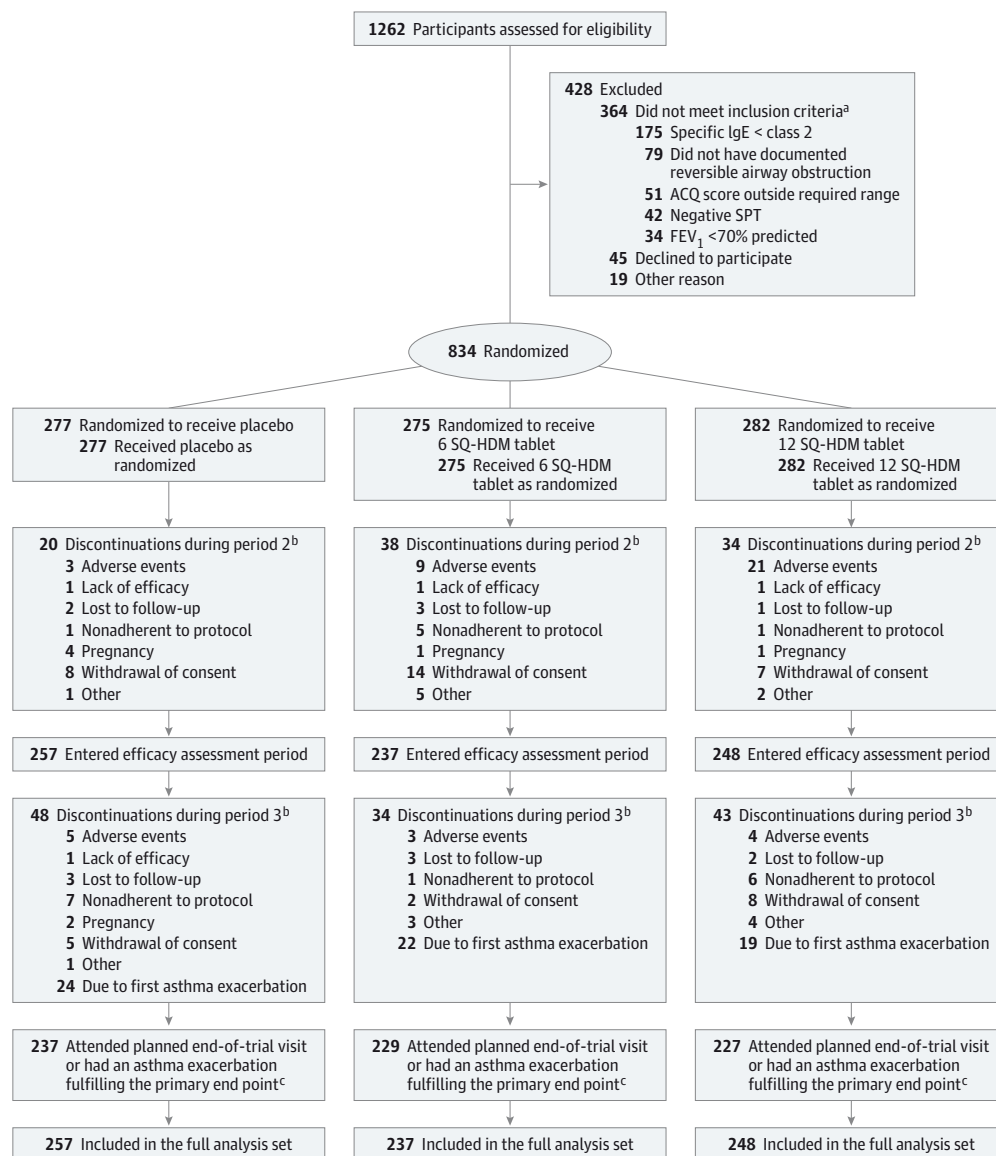 1262 Participants assessed for eligibility
428 Excluded
364 Did not meet inclusion criteriaa
175 Specific IgE < class 2
79 Did not have documented
reversible airway obstruction
51 ACQ score outside required range
42 Negative SPT
34 FEV1 <70% predicted
45 Declined to participate
19 Other reason
834 Randomized
277 Randomized to receive placebo
277 Received placebo as
randomized
275 Randomized to receive
6 SQ-HDM tablet
275 Received 6 SQ-HDM
tablet as randomized
282 Randomized to receive
12 SQ-HDM tablet
282 Received 12 SQ-HDM
tablet as randomized
20 Discontinuations during period 2b
3 Adverse events
1 Lack of efficacy
2 Lost to follow-up
1 Nonadherent to protocol
4 Pregnancy
8 Withdrawal of consent
1 Other
38 Discontinuations during period 2b
9 Adverse events
1 Lack of efficacy
3 Lost to follow-up
5 Nonadherent to protocol
1 Pregnancy
14 Withdrawal of consent
5 Other
34 Discontinuations during period 2b
21 Adverse events
1 Lack of efficacy
1 Lost to follow-up
1 Nonadherent to protocol
1 Pregnancy
7 Withdrawal of consent
2 Other
257 Entered efficacy assessment period
237 Entered efficacy assessment period
248 Entered efficacy assessment period
48 Discontinuations during period 3b
5 Adverse events
1 Lack of efficacy
3 Lost to follow-up
7 Nonadherent to protocol
2 Pregnancy
5 Withdrawal of consent
1 Other
24 Due to first asthma exacerbation
34 Discontinuations during period 3b
3 Adverse events
3 Lost to follow-up
1 Nonadherent to protocol
2 Withdrawal of consent
3 Other
22 Due to first asthma exacerbation
43 Discontinuations during period 3b
4 Adverse events
2 Lost to follow-up
6 Nonadherent to protocol
8 Withdrawal of consent
4 Other
19 Due to first asthma exacerbation
237 Attended planned end-of-trial visit
or had an asthma exacerbation
fulfilling the primary end pointc
229 Attended planned end-of-trial visit
or had an asthma exacerbation
fulfilling the primary end pointc
227 Attended planned end-of-trial visit
or had an asthma exacerbation
fulfilling the primary end pointc
257 Included in the full analysis set
237 Included in the full analysis set
248 Included in the full analysis set